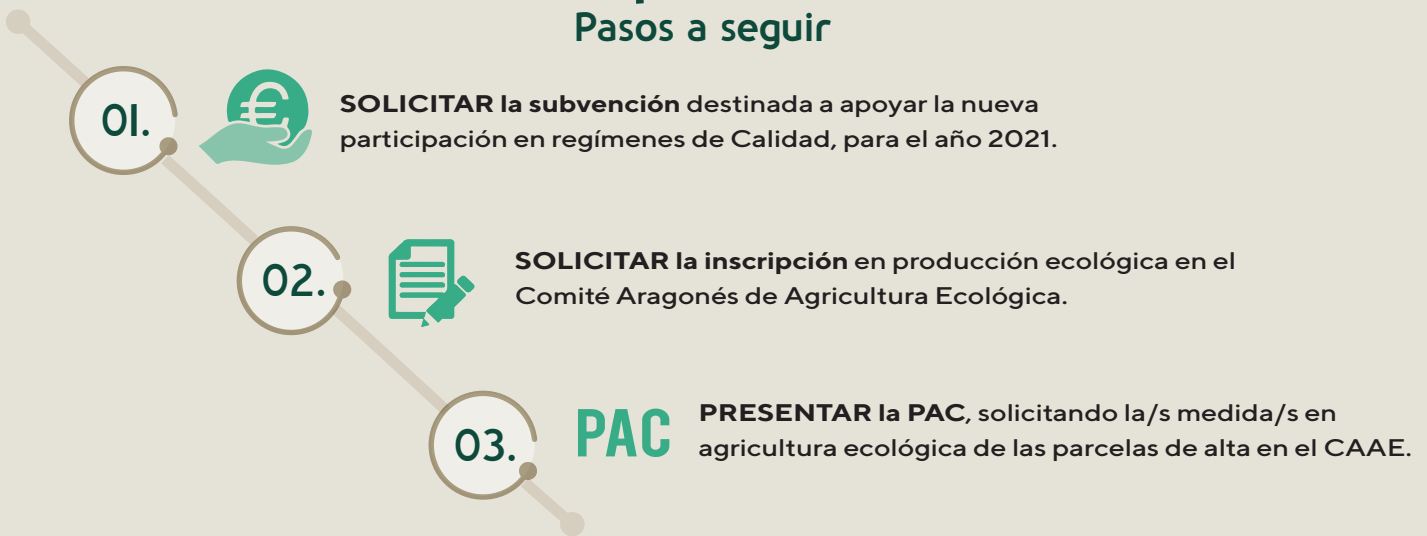 Pasos a seguir
01.
€
SOLICITAR la subvención destinada a apoyar la nueva
participación en regímenes de Calidad, para el año 2021.
02.
SOLICITAR la inscripción en producción ecológica en el
Comité Aragonés de Agricultura Ecológica.
03.
PAC
PRESENTAR la PAC, solicitando la/s medida/s en
agricultura ecológica de las parcelas de alta en el CAAE.